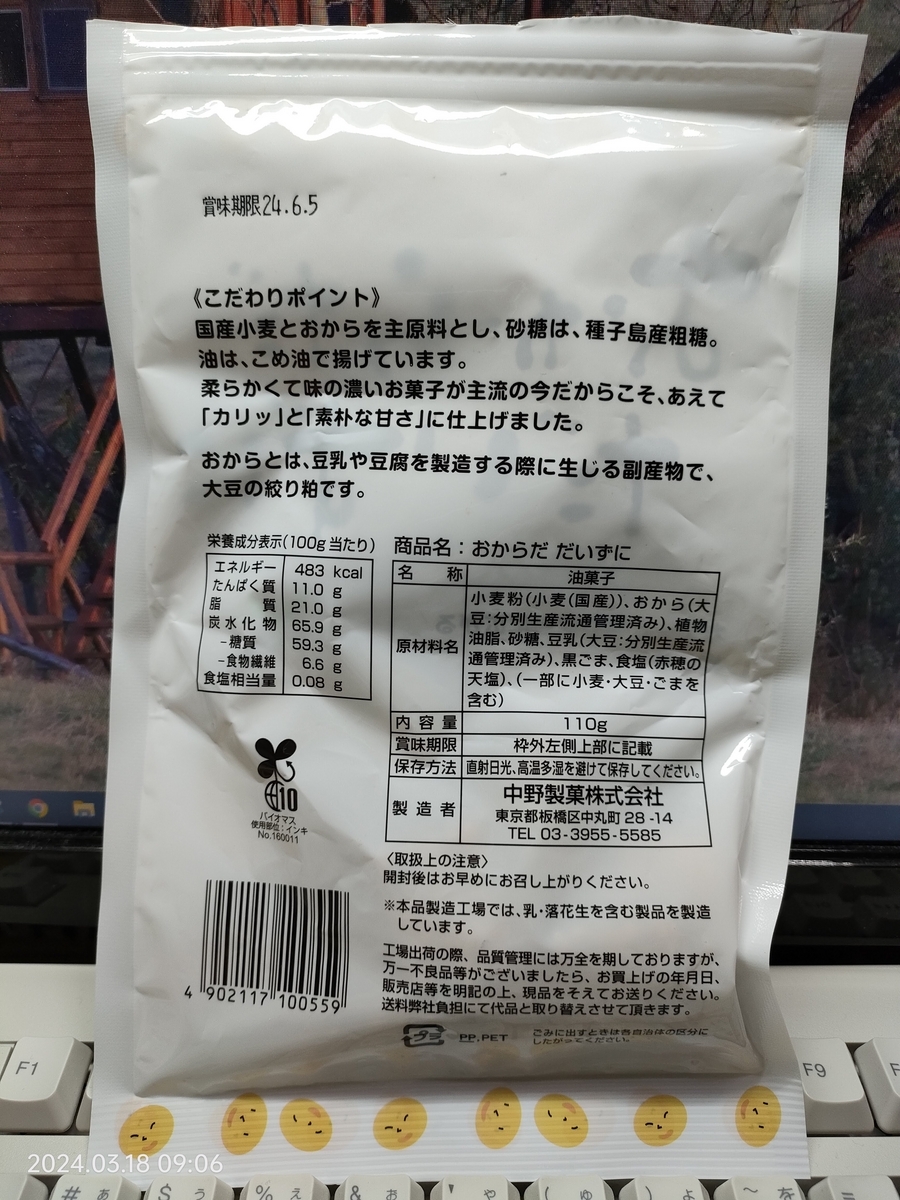 賞味期限24.6.5
《こだわりポイント》
国産小麦とおからを主原料とし、砂糖は、種子島産粗糖。
油は、こめ油で揚げています。
柔らかくて味の濃いお菓子が主流の今だからこそ、あえて
「カリッ」と「素朴な甘さ」に仕上げました。
おからとは、豆乳や豆腐を製造する際に生じる副産物で、
大豆の絞り粕です。
栄養成分表示(100g当たり)
エネルギー 483 kcal
たんぱく質 11.0 g
脂質 21.0 g
炭水化物 65.9 g
-糖質 59.3 g
-食物繊維 6.6 g
食塩相当量 0.08 g
商品名：おからだ だいずに
名称 油菓子
原材料名 小麦粉(小麦(国産))、おから(大
豆:分別生産流通管理済み)、植物
油脂、砂糖、豆乳(大豆:分別生産流
通管理済み)、黒ごま、食塩(赤穂の
天塩)、(一部に小麦・大豆・ごまを
含む)
内容量 110g
賞味期限 枠外左側上部に記載
保存方法 直射日光、高温多湿を避けて保存してください。
製造者 中野製菓株式会社
東京都板橋区中丸町 28-14
TEL 03-3955-5585
10
バイオマス
使用部位：インキ
No.160011
〈取扱上の注意〉
開封後はお早めにお召し上がりください。
※本品製造工場では、乳・落花生を含む製品を製造
しています。
工場出荷の際、品質管理には万全を期しておりますが、
万一不良品等がございましたら、お買上げの年月日、
販売店等を明記の上、現品をそえてお送りください。
送料弊社負担にて代品と取り替えさせて頂きます。
4 902117 100559
プラ PP,PET
ごみに出すときは各自治体の区分に
したがってください。
F1
F9
2024.03.18 09:06
# あ $ う % え & お ' や ( ゆ ) よ ~ を